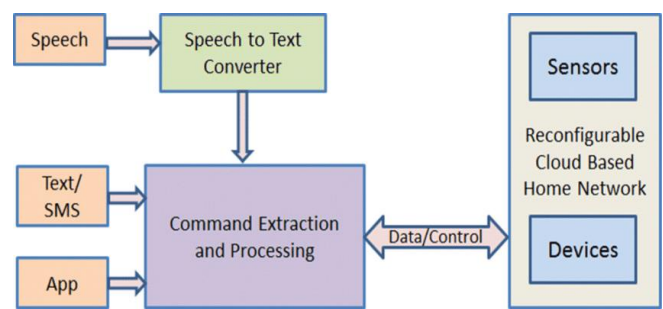 Speech
Speech to Text
Converter
Text/
SMS
App
Command Extraction
and Processing
Data/Control
Sensors
Reconfigurable
Cloud Based
Home Network
Devices